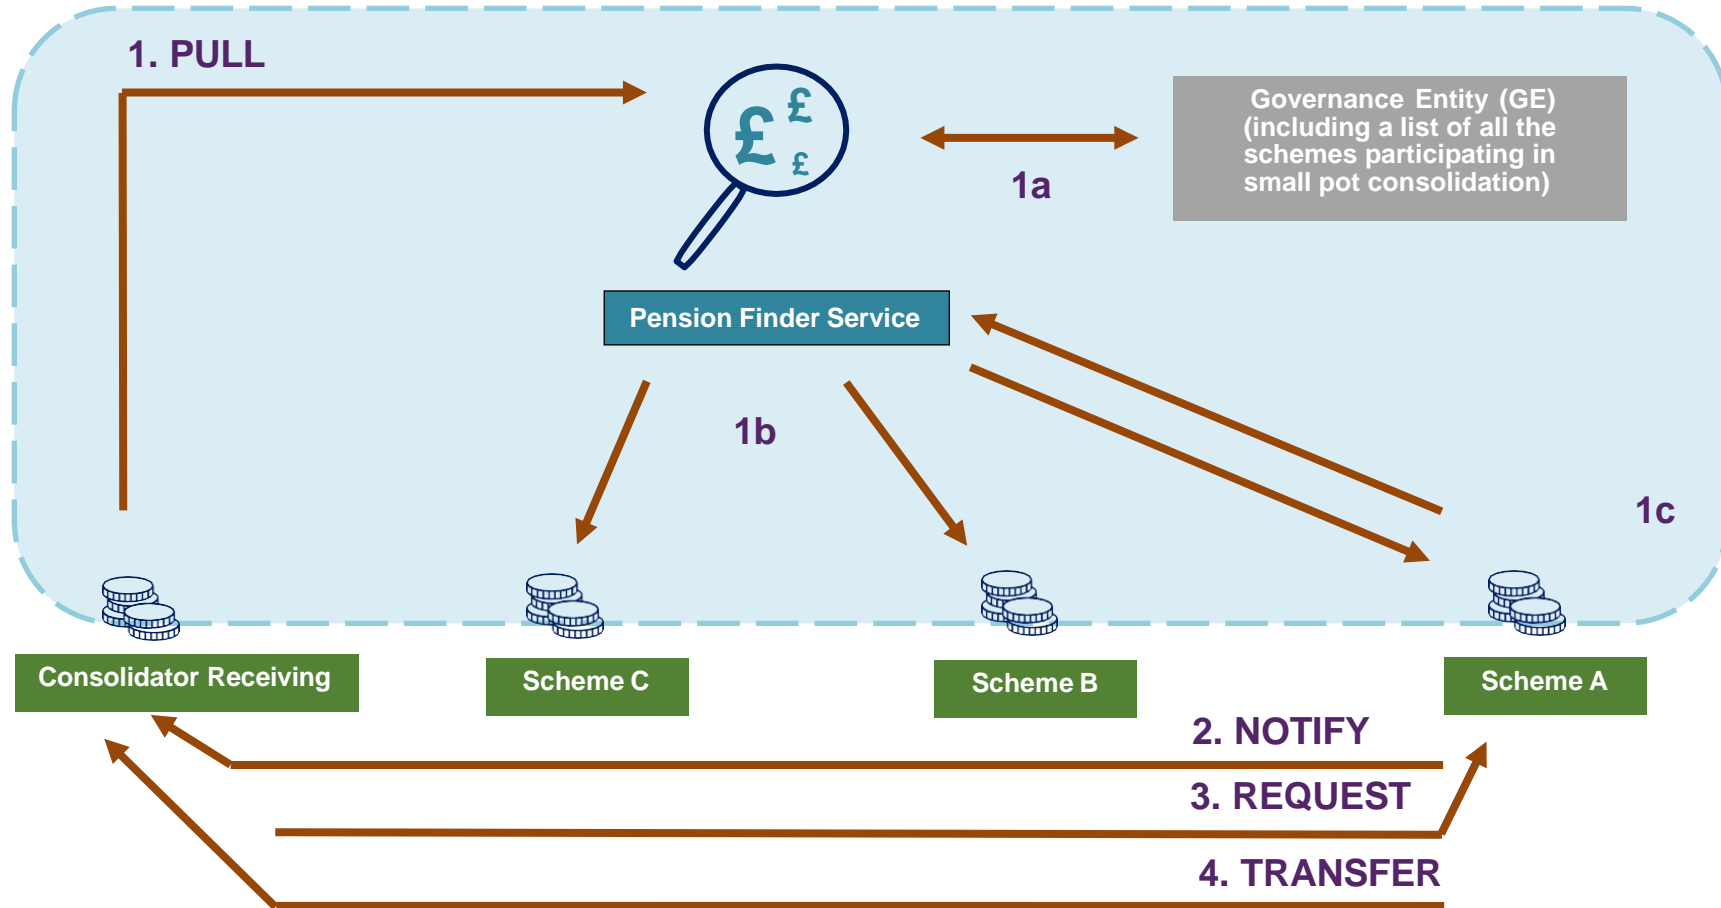 1. PULL
£
£
£
Governance Entity (GE)
(including a list of all the
schemes participating in
small pot consolidation)
1a
Pension Finder Service
1b
1c
Consolidator Receiving
Scheme C
Scheme B
Scheme A
2. NOTIFY
3. REQUEST
4. TRANSFER